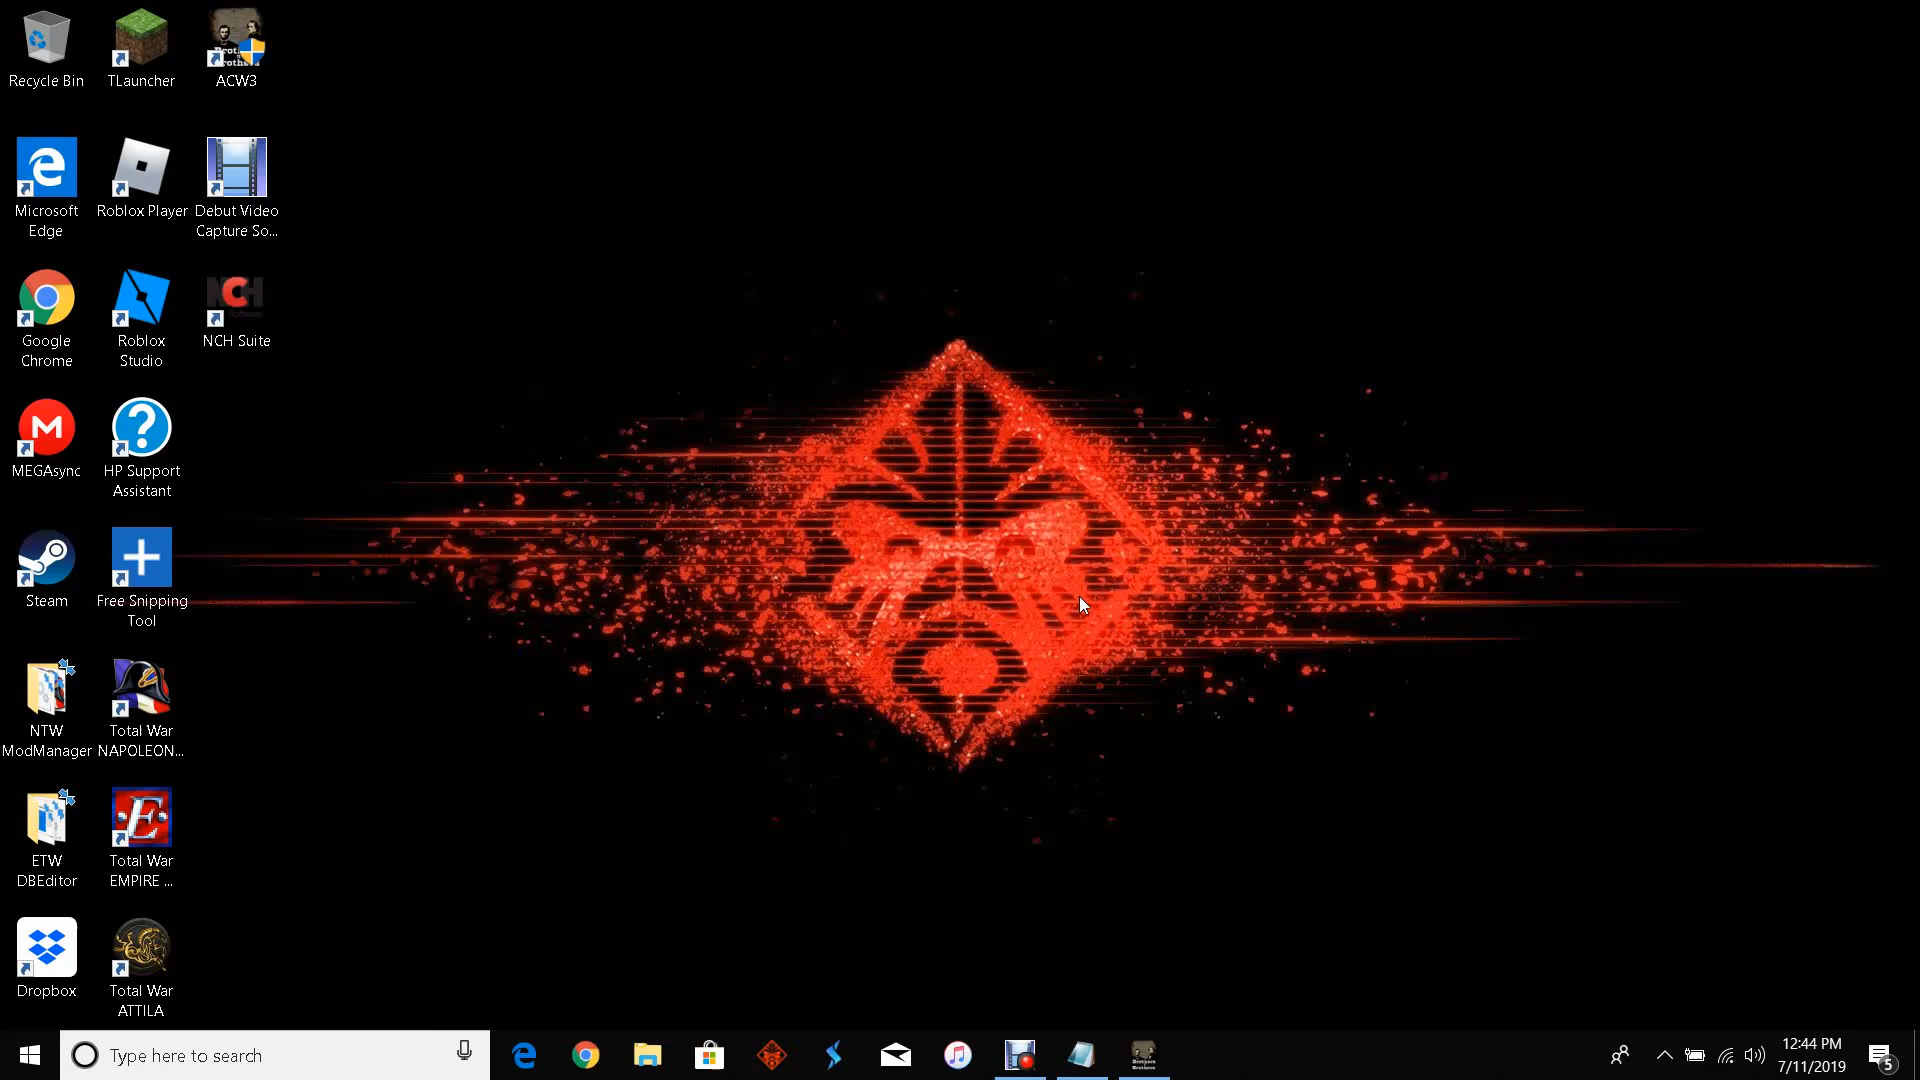 Recycle Bin
TLauncher
ACW3
Microsoft
Edge
Roblox Player
Debut Video
Capture So...
Google
Chrome
Roblox
Studio
NCH
NCH Suite
MEGAsync
HP Support
Assistant
Steam
Free Snipping
Tool
NTW
ModManager
Total War
NAPOLEON...
ETW
DBEditor
Total War
EMPIRE ...
Dropbox
Total War
ATTILA
Type here to search
12:44 PM
7/11/2019
5